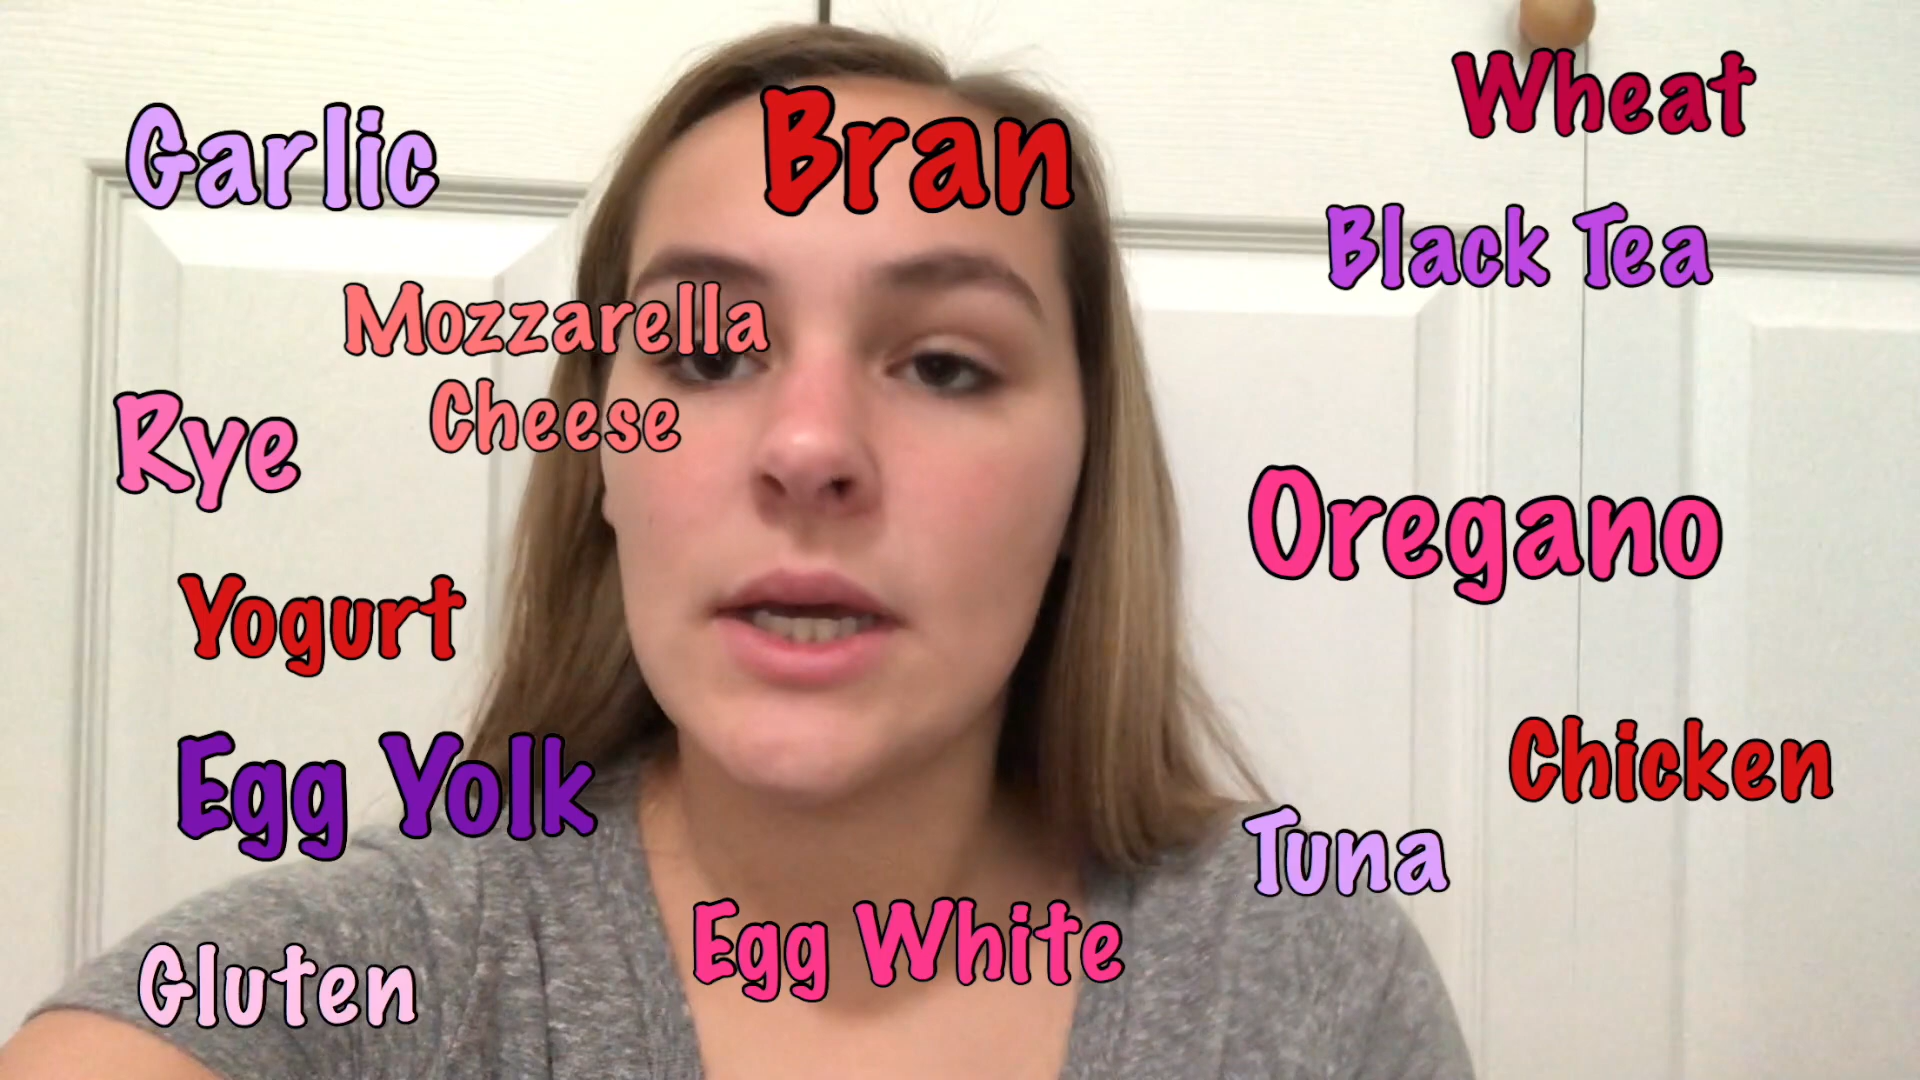 Garlic
Bran
Wheat
Black Tea
Mozzarella
Cheese
Rye
Oregano
Yogurt
Egg Yolk
Chicken
Tuna
Egg White
Gluten